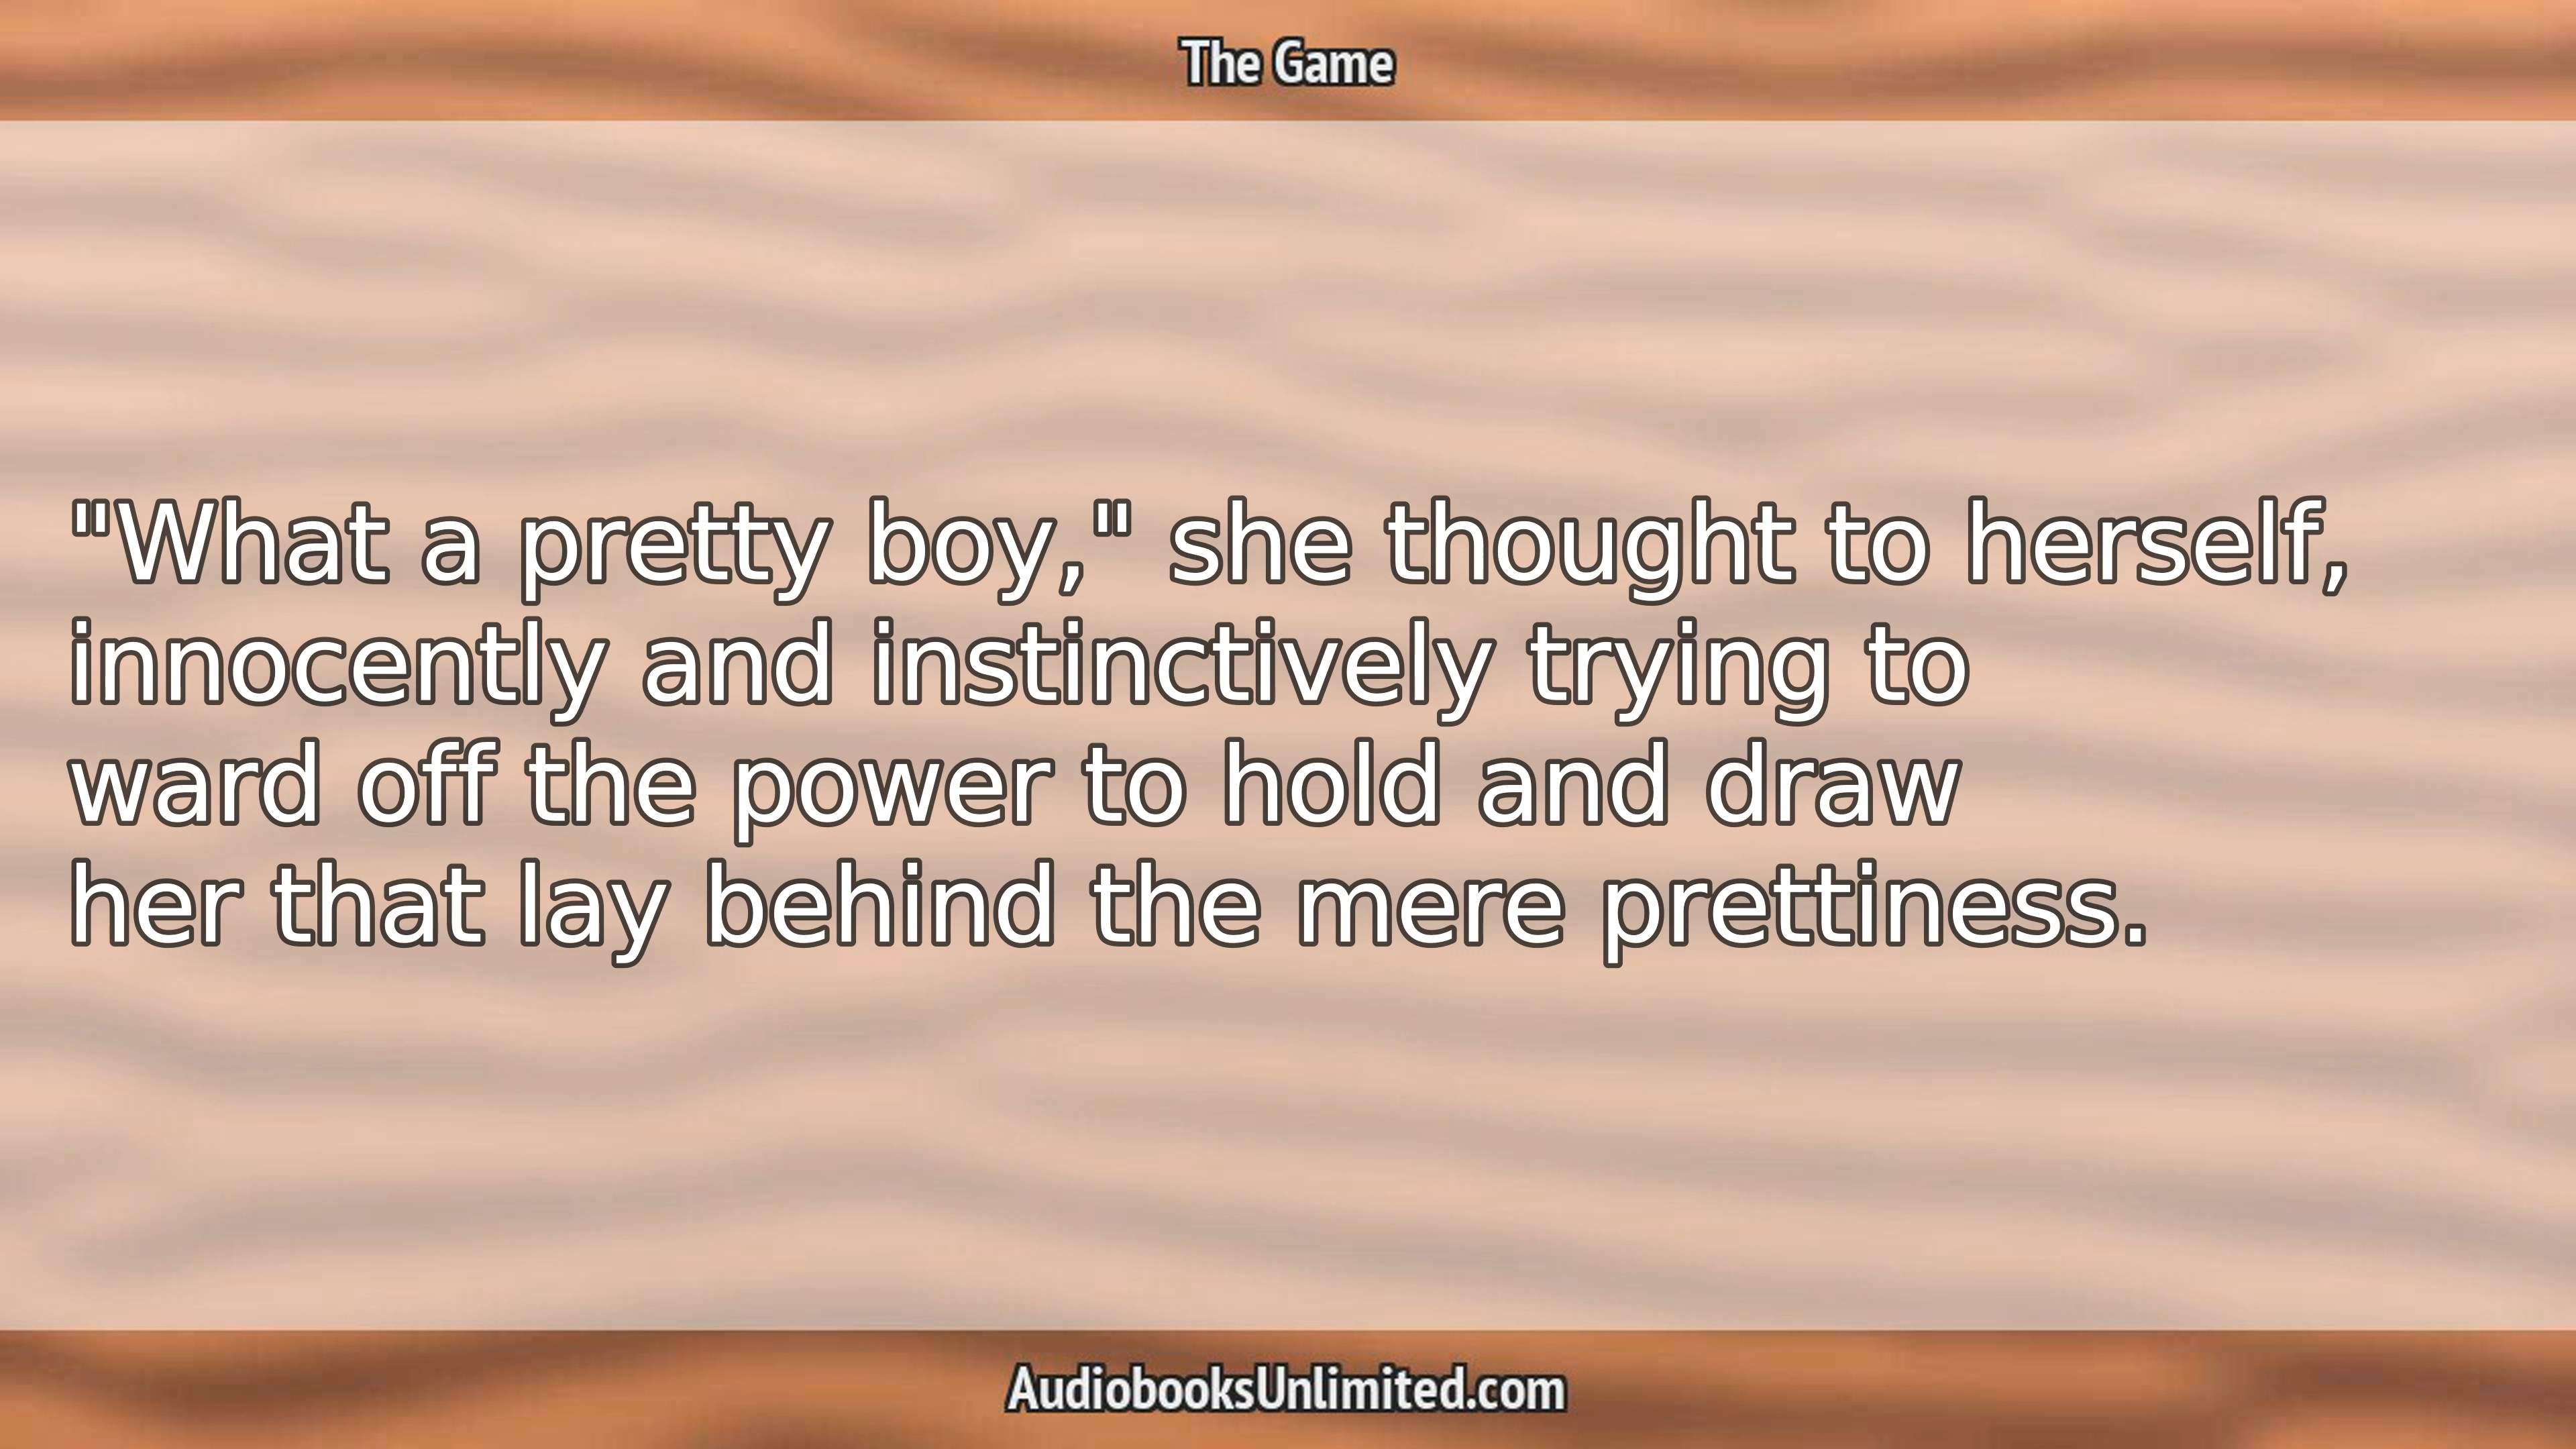 The Game
"What a pretty boy," she thought to herself,
innocently and instinctively trying to
ward off the power to hold and draw
her that lay behind the mere prettiness.
AudiobooksUnlimited.com